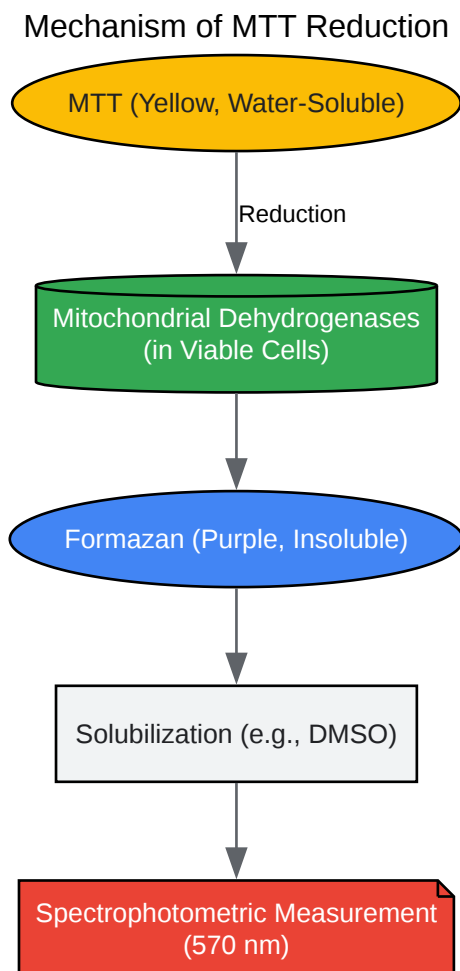 Mechanism of MTT Reduction
MTT (Yellow, Water-Soluble)
Reduction
Mitochondrial Dehydrogenases
(in Viable Cells)
Formazan (Purple, Insoluble)
Solubilization (e.g., DMSO)
Spectrophotometric Measurement
(570 nm)